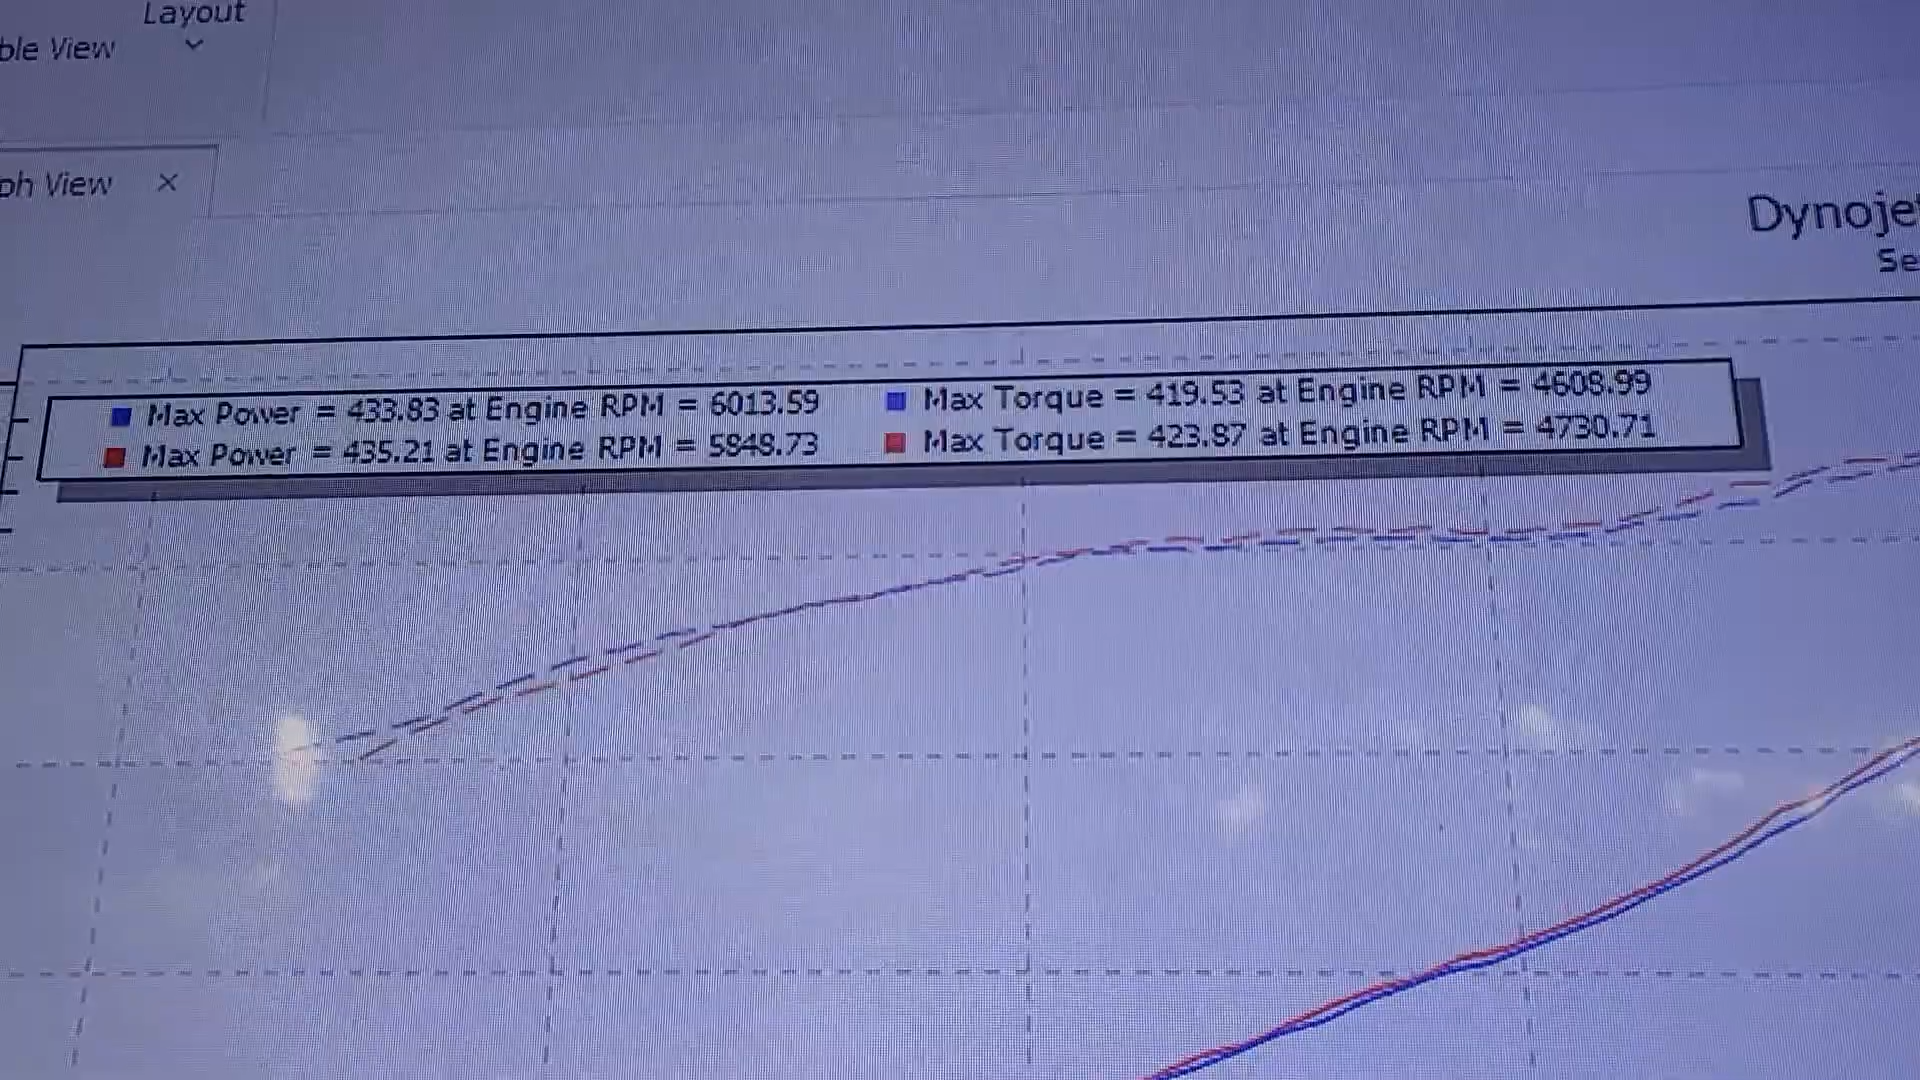 Layout
ble View
ph View ×
Dynoje
Se
Max Power = 433.83 at Engine RPM = 6013.59
Max Torque = 419.53 at Engine RPM = 4608.99
Max Power = 435.21 at Engine RPM = 5848.73
Max Torque = 423.87 at Engine RPM = 4730.71